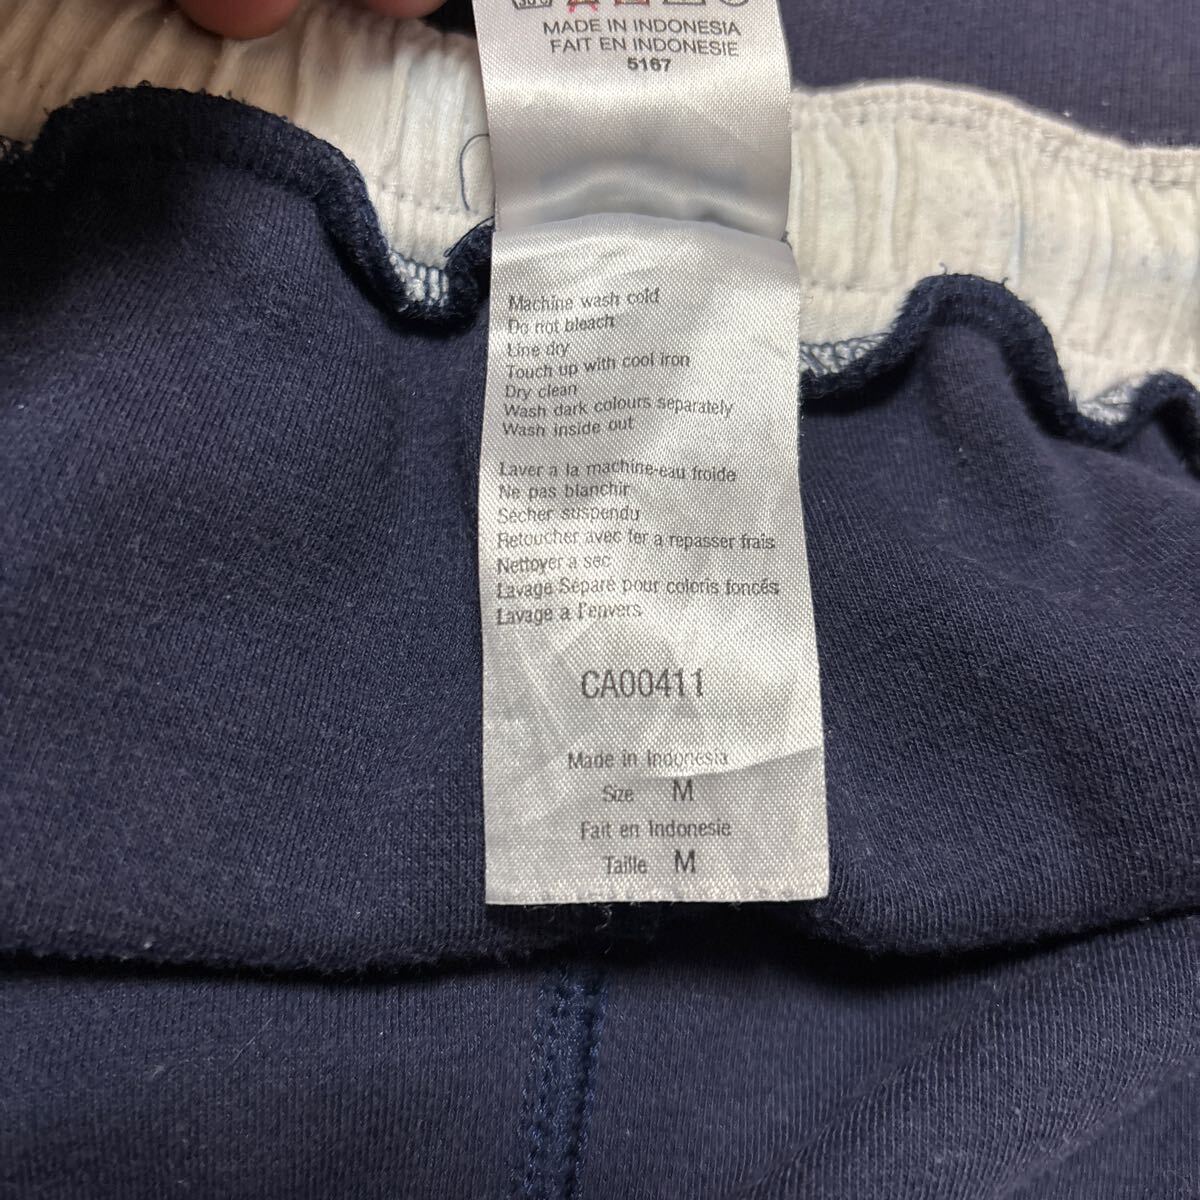 MADE IN INDONESIA
FAIT EN INDONESIE
5167
Machine wash cold
Do not bleach
Line dry
Touch up with cool iron
Dry clean
Wash dark colours separately
Wash inside out
Laver a la machine-eau froide
Ne pas blanchir
Sécher suspendu
Retoucher avec fer a repasser frais
Nettoyer a sec
Lavage Séparé pour coloris foncés
Lavage a l'envers
CA00411
Made in Indonesia
Size M
Fait en Indonesie
Taille M